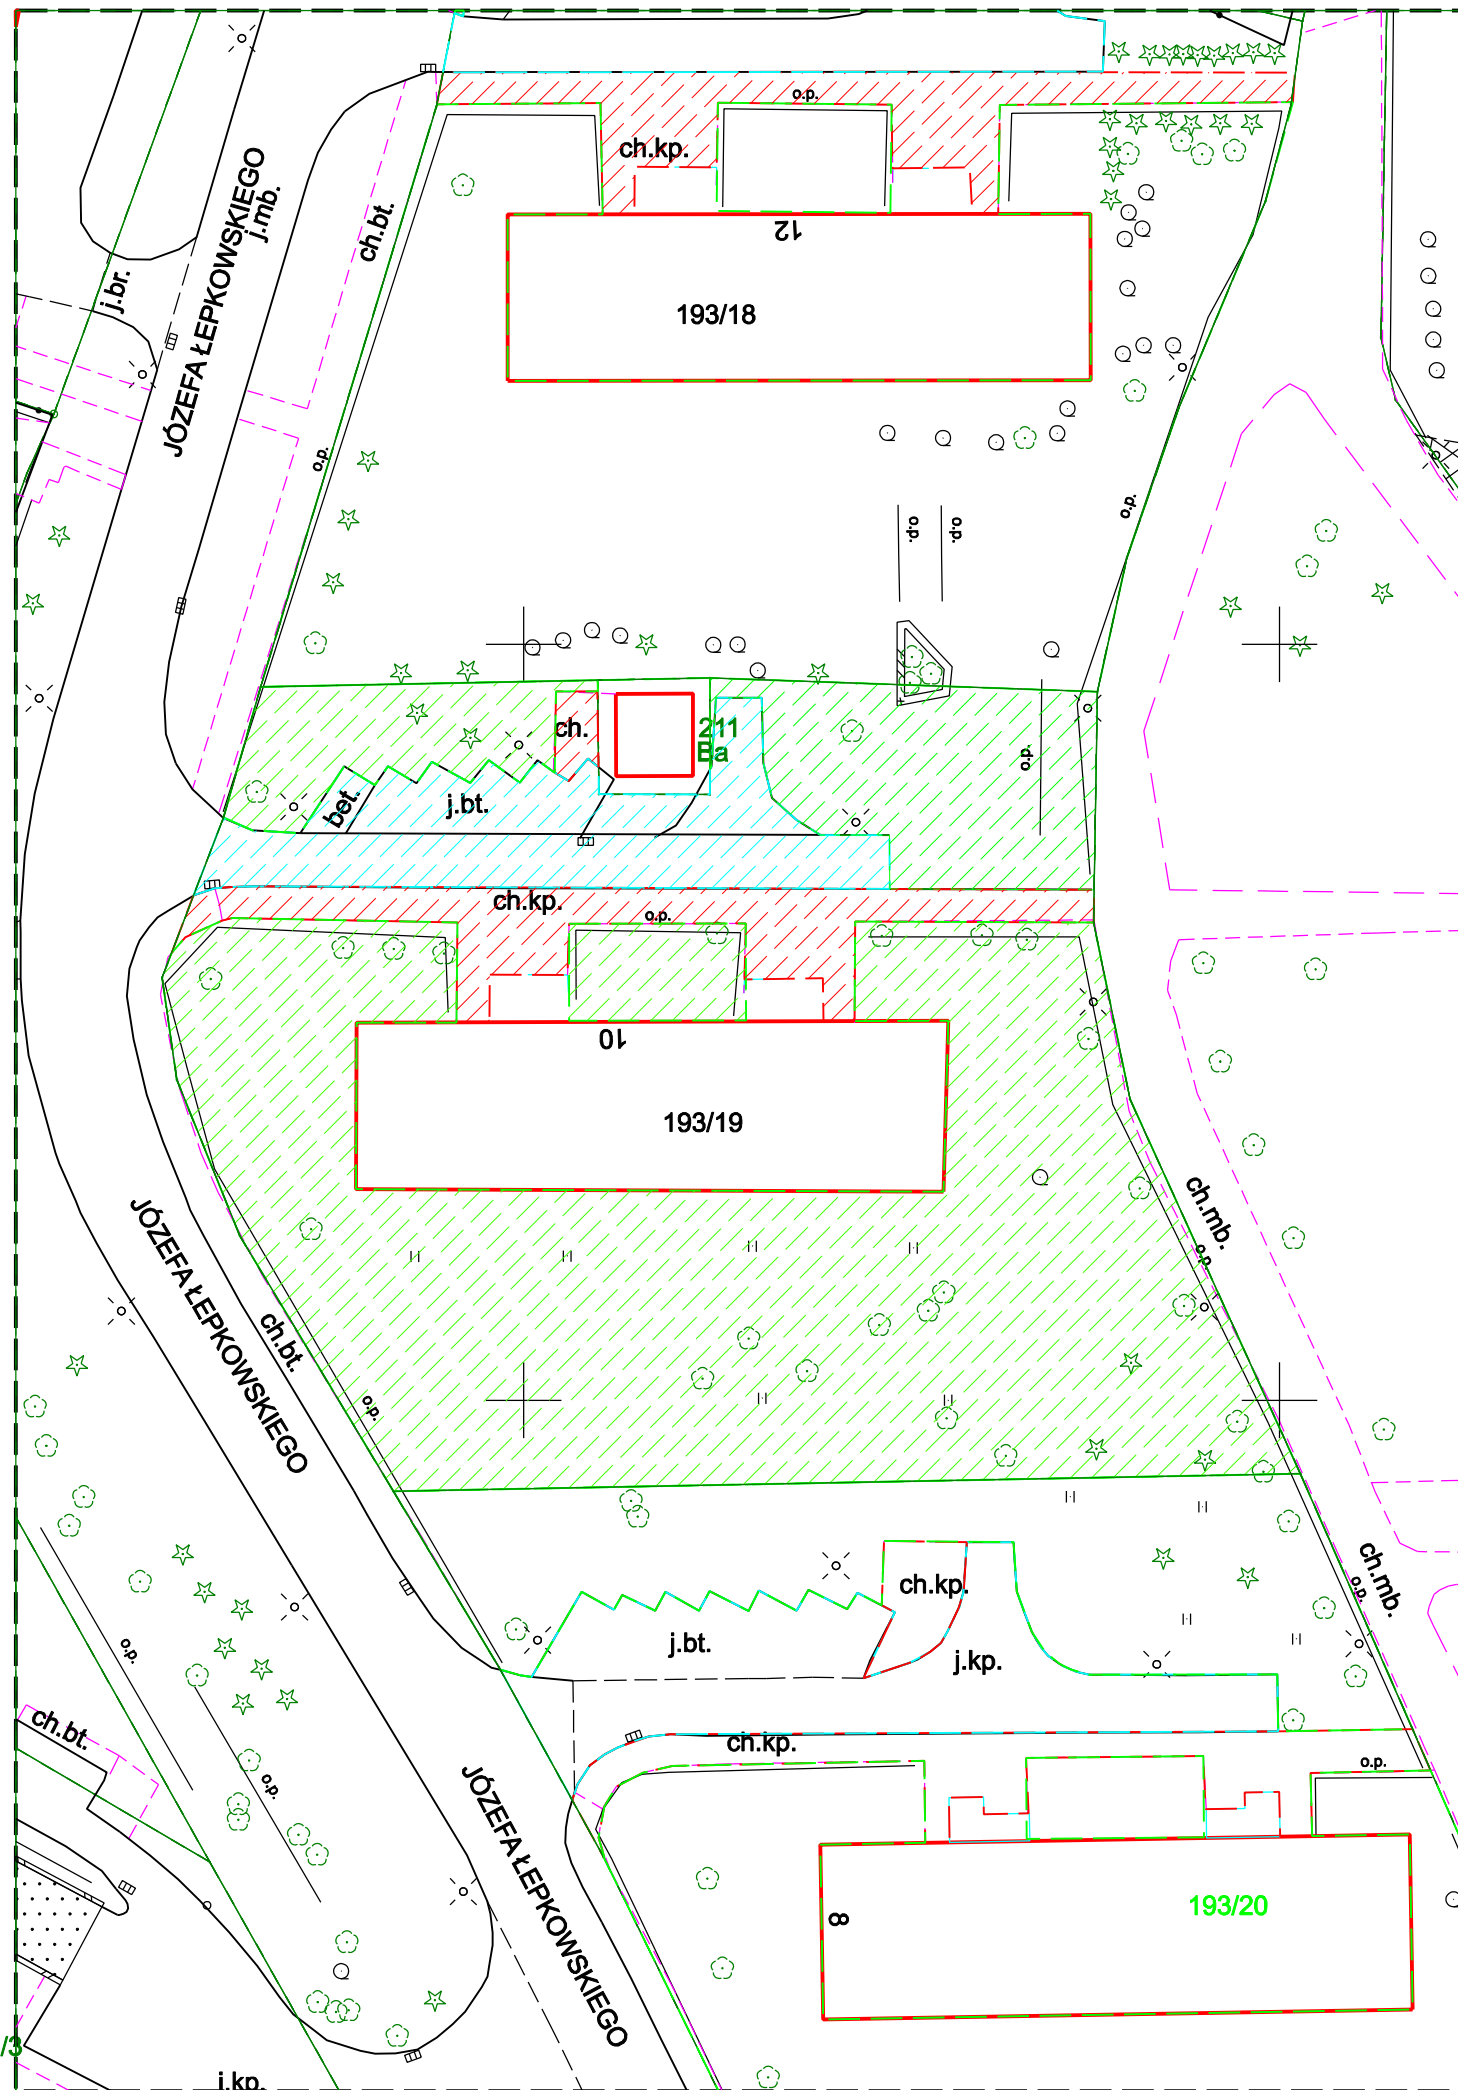 o.p.
ch.kp.
JÓZEFA ŁEPKOWSKIEGO
j.mb.
ch.bt.
12
j.br.
193/18
o.p.
o.p.
o.p.
o.p.
ch.
211
Ba
o.p.
bet.
j.bt.
ch.kp.
o.p.
10
193/19
ch.mb.
o.p.
JÓZEFA ŁEPKOWSKIEGO
ch.bt.
o.p.
ch.mb.
o.p.
ch.kp.
j.bt.
j.kp.
o.p.
ch.bt.
ch.kp.
o.p.
o.p.
JÓZEFA ŁEPKOWSKIEGO
8
193/20
/3
j.kp.